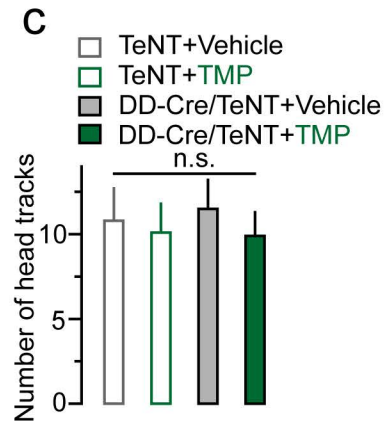 C
TeNT+Vehicle
TeNT+TMP
DD-Cre/TeNT+Vehicle
DD-Cre/TeNT+TMP
n.s.
Number of head tracks
10
5
0